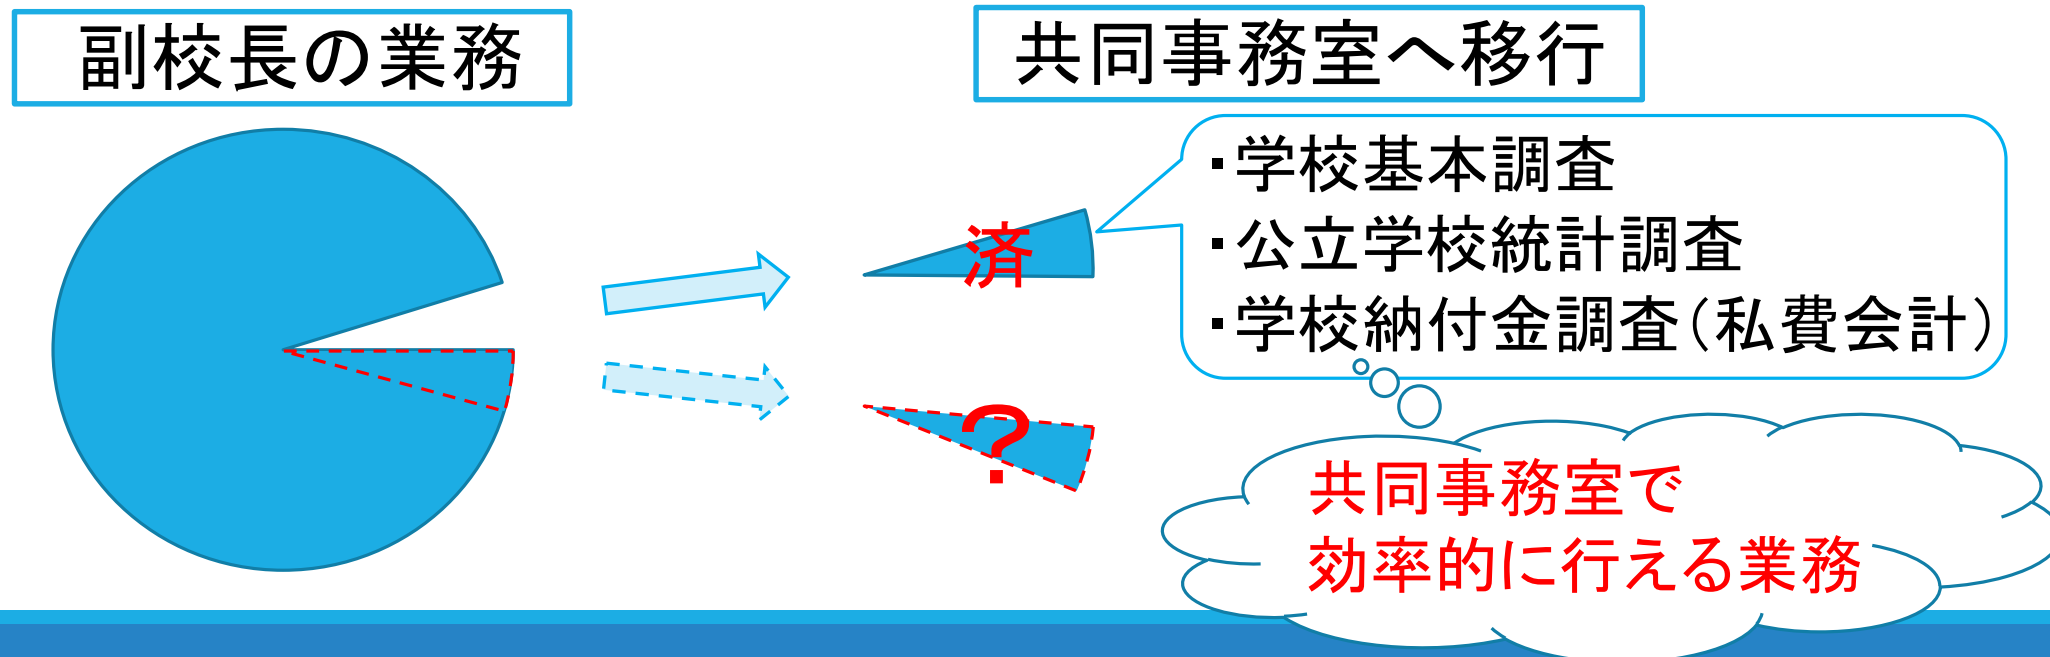 副校長の業務
共同事務室へ移行
・学校基本調査
・公立学校統計調査
・学校納付金調査（私費会計）
済
？
共同事務室で
効率的に行える業務